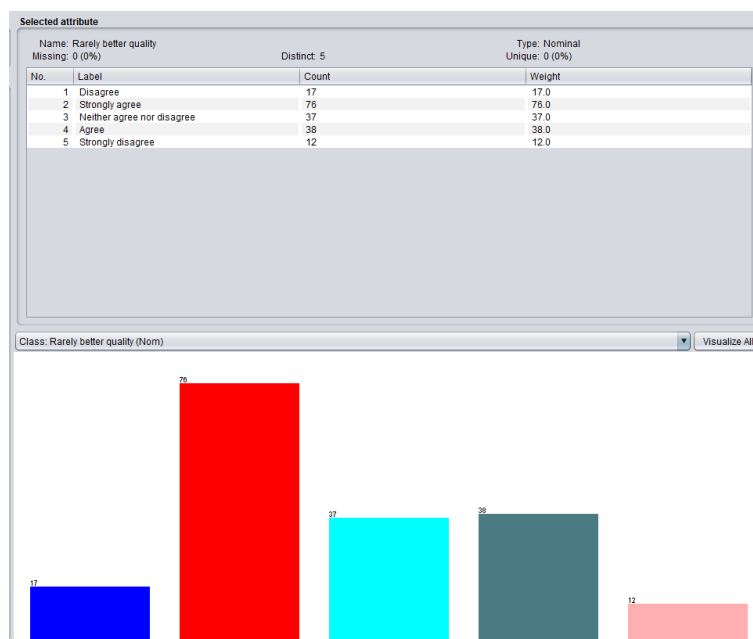 Selected attribute
Name: Rarely better quality Type: Nominal
Missing: 0 (0%) Distinct: 5 Unique: 0 (0%)
No. Label Count Weight
1 Disagree 17 17.0
2 Strongly agree 76 76.0
3 Neither agree nor disagree 37 37.0
4 Agree 38 38.0
5 Strongly disagree 12 12.0
Class: Rarely better quality (Nom) Visualize All
76
38
37
12
17